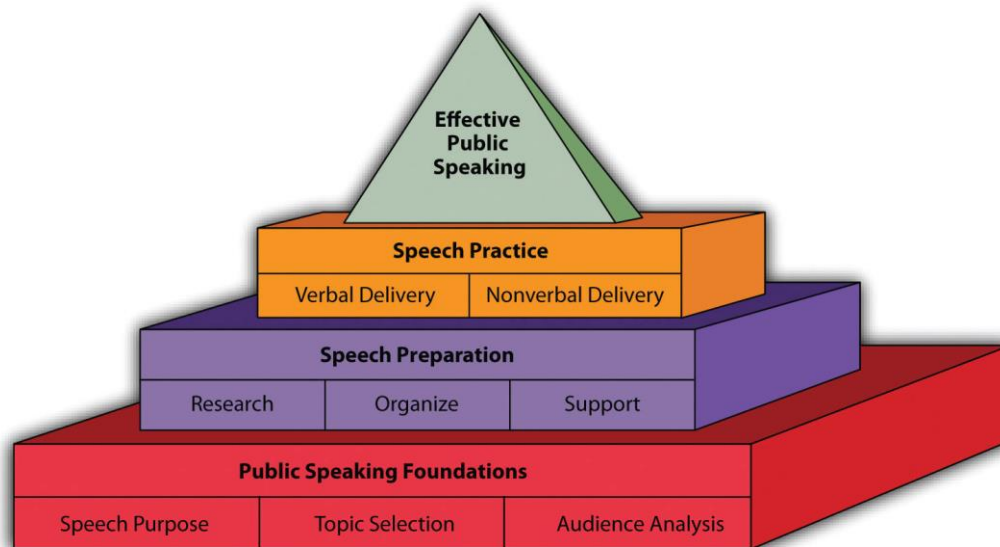 Effective
Public
Speaking
Speech Practice
Verbal Delivery
Nonverbal Delivery
Speech Preparation
Research
Organize
Support
Public Speaking Foundations
Speech Purpose
Topic Selection
Audience Analysis